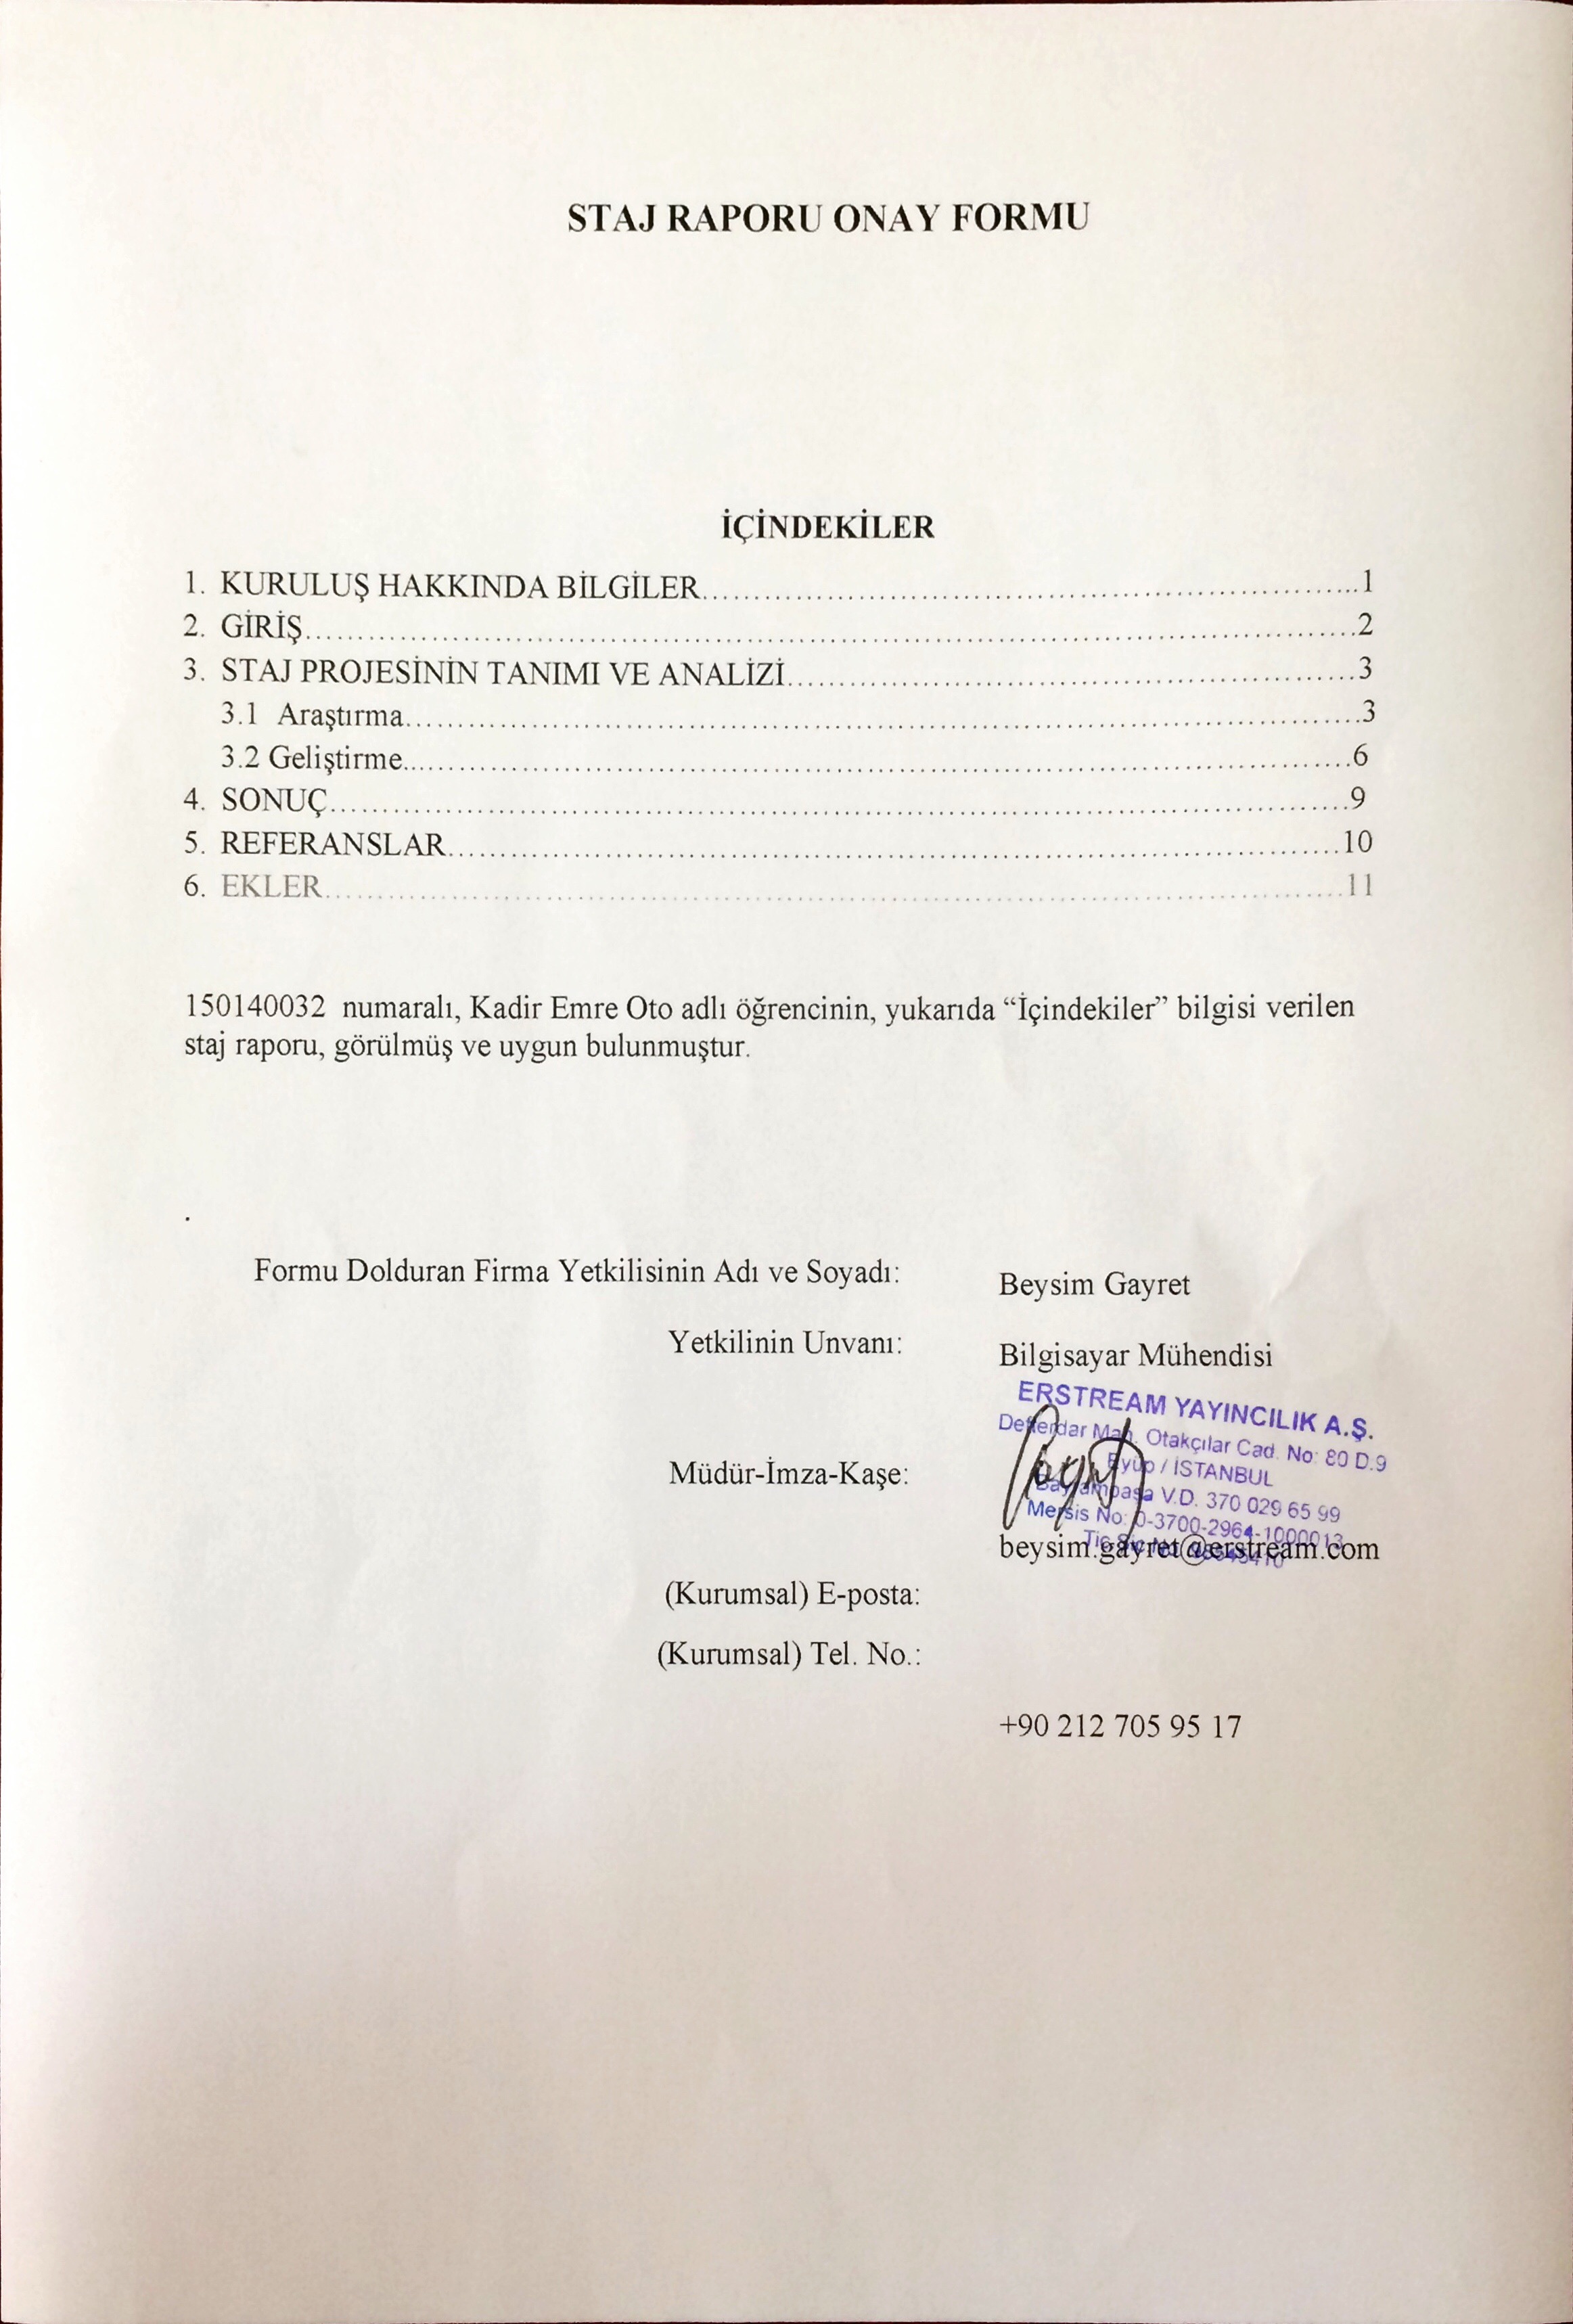 STAJ RAPORU ONAY FORMU
İÇİNDEKİLER
1. KURULUŞ HAKKINDA BİLGİLER....................1
2. GİRİŞ....................2
3. STAJ PROJESİNİN TANIMI VE ANALİZİ....................3
3.1 Araştırma....................3
3.2 Geliştirme....................6
4. SONUÇ....................9
5. REFERANSLAR....................10
6. EKLER....................11
150140032 numaralı, Kadir Emre Oto adlı öğrencinin, yukarıda “İçindekiler” bilgisi verilen
staj raporu, görülmüş ve uygun bulunmuştur.
Formu Dolduran Firma Yetkilisinin Adı ve Soyadı: Beysim Gayret
Yetkilinin Unvanı: Bilgisayar Mühendisi
Müdür-İmza-Kaşe:
ERSTREAM YAYINCILIK A.Ş.
Defterdar Mah. Otakçılar Cad. No: 80 D.9
Eyüp / İSTANBUL
Bayrampaşa V.D. 370 029 65 99
Mersis No: 0-3700-2964-1000013
Tic. Sic. No:
beysim.gayret@erstream.com
(Kurumsal) E-posta:
(Kurumsal) Tel. No.:
+90 212 705 95 17